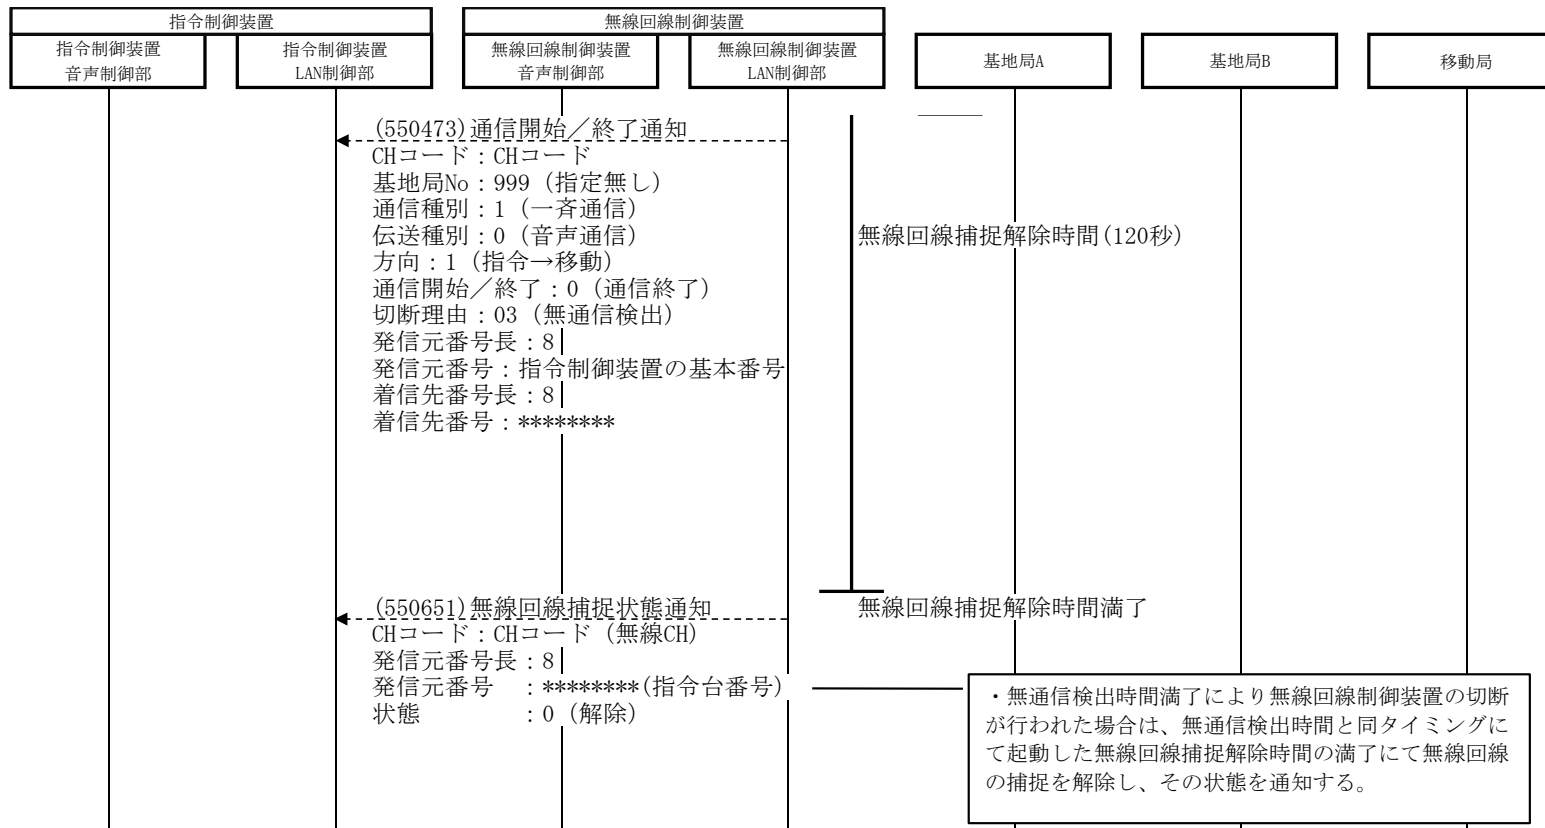 指令制御装置
無線回線制御装置
指令制御装置
音声制御部
指令制御装置
LAN制御部
無線回線制御装置
音声制御部
無線回線制御装置
LAN制御部
基地局A
基地局B
移動局
(550473)通信開始／終了通知
CHコード：CHコード
基地局No：999（指定無し）
通信種別：1（一斉通信）
伝送種別：0（音声通信）
方向：1（指令→移動）
通信開始／終了：0（通信終了）
切断理由：03（無通信検出）
発信元番号長：8
発信元番号：指令制御装置の基本番号
着信先番号長：8
着信先番号：********
無線回線捕捉解除時間(120秒)
無線回線捕捉解除時間満了
(550651)無線回線捕捉状態通知
CHコード：CHコード（無線CH）
発信元番号長：8
発信元番号　：********(指令台番号)
状態　　　　：0（解除）
・無通信検出時間満了により無線回線制御装置の切断
が行われた場合は、無通信検出時間と同タイミングに
て起動した無線回線捕捉解除時間の満了にて無線回線
の捕捉を解除し、その状態を通知する。